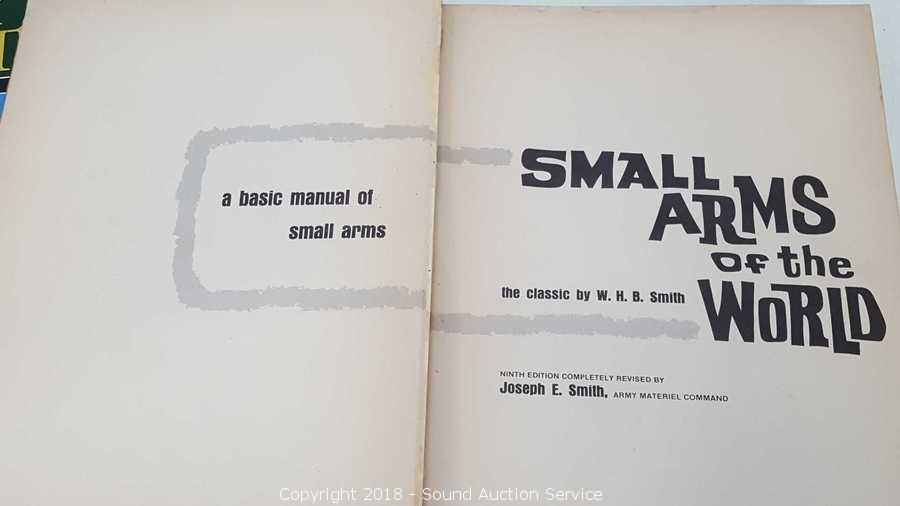 a basic manual of
small arms
SMALL
ARMS
OF the
WORLD
the classic by W. H. B. Smith
NINTH EDITION COMPLETELY REVISED BY
Joseph E. Smith, ARMY MATERIEL COMMAND
Copyright 2018 - Sound Auction Service